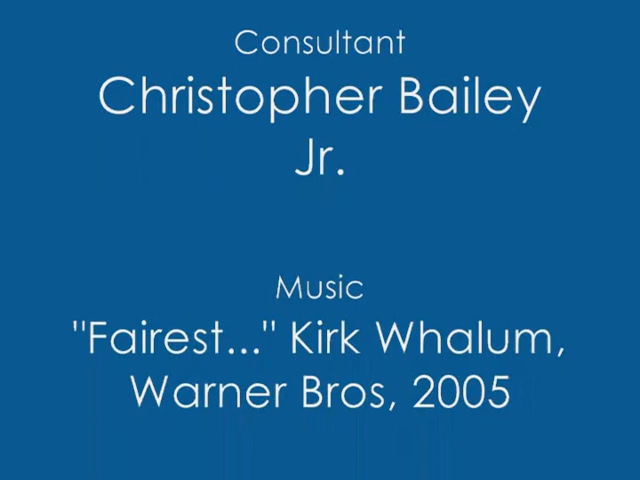 Consultant
Christopher Bailey
Jr.
Music
"Fairest..." Kirk Whalum,
Warner Bros, 2005